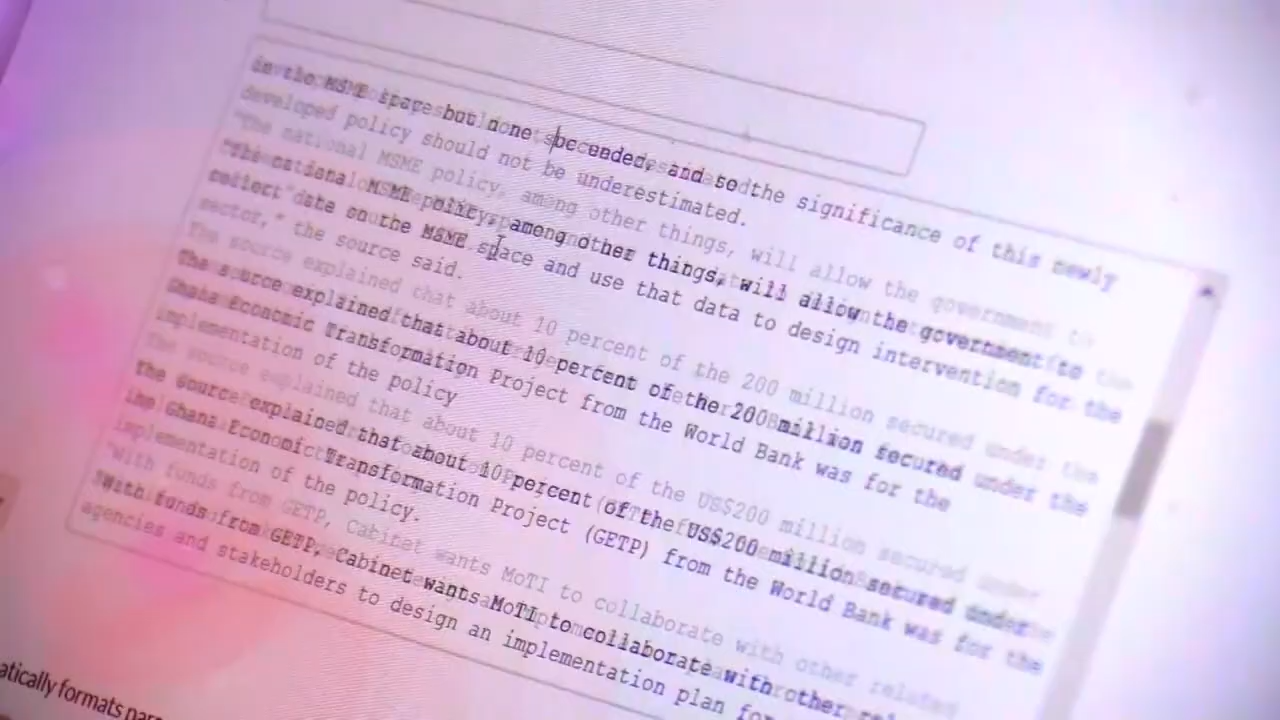 in the MSME space but none succeeded, and so the significance of this newly
developed policy should not be underestimated.
"The national MSME policy, among other things, will allow the government to
collect date on the MSME space and use that data to design intervention for the
sector," the source said.
The source explained that about 10 percent of the 200 million secured under the
Ghana Economic Transformation Project from the World Bank was for the
implementation of the policy
The source explained that about 10 percent of the US$200 million secured under
the Ghana Economic Transformation Project (GETP) from the World Bank was for the
implementation of the policy.
"With funds from GETP, Cabinet wants MoTI to collaborate with other related
agencies and stakeholders to design an implementation plan for
atically formats